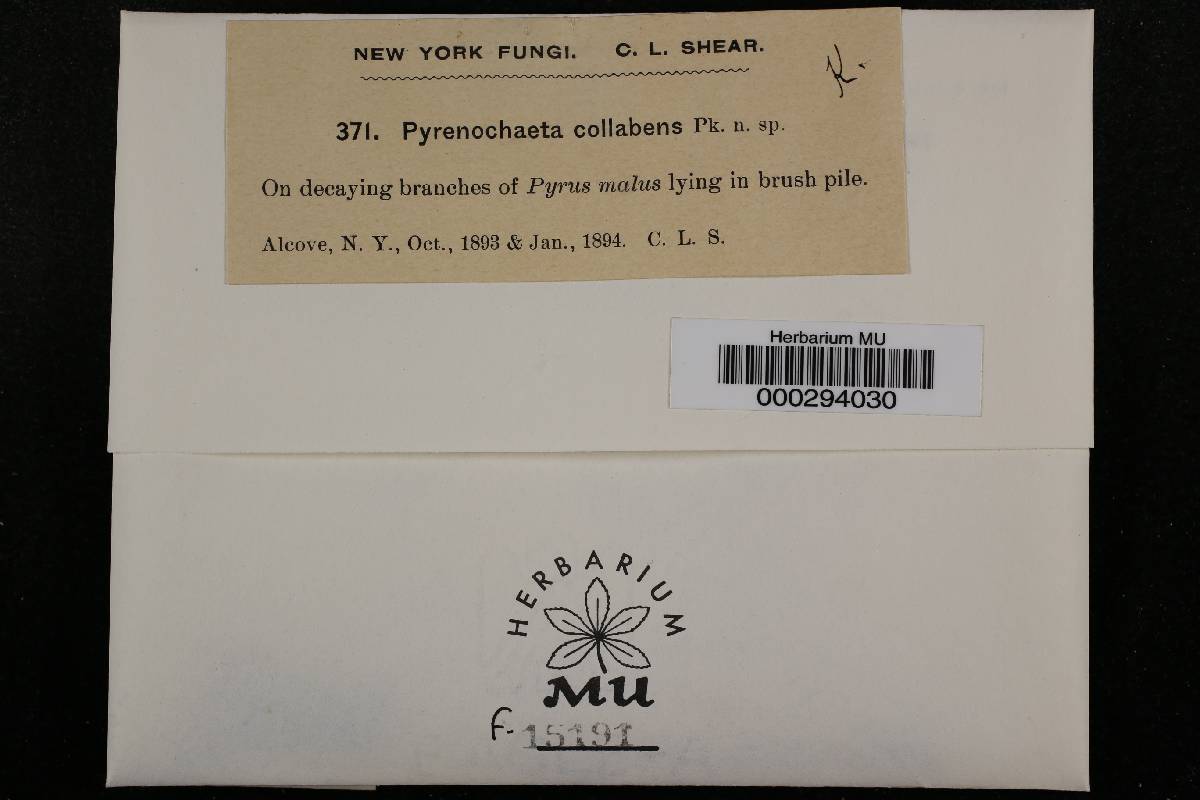 NEW YORK FUNGI. C. L. SHEAR.
K.
371. Pyrenochaeta collabens Pk. n. sp.
On decaying branches of Pyrus malus lying in brush pile.
Alcove, N. Y., Oct., 1893 & Jan., 1894. C. L. S.
Herbarium MU
000294030
HERBARIUM
MU
F-15191